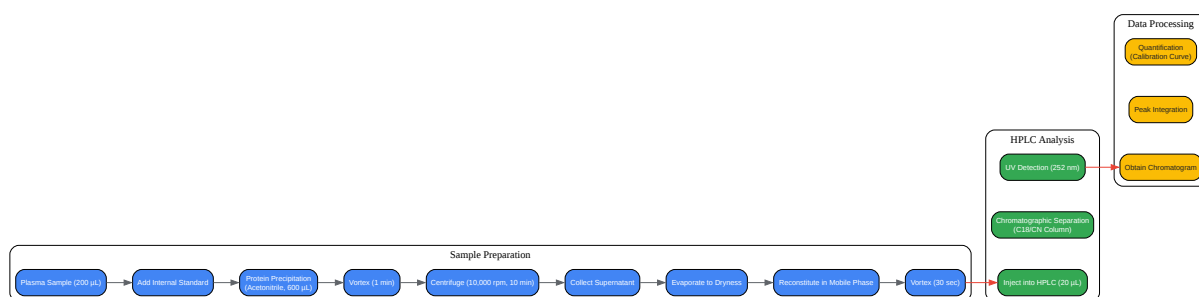 Data Processing
Quantification
(Calibration Curve)
Peak Integration
Obtain Chromatogram
HPLC Analysis
UV Detection (252 nm)
Chromatographic Separation
(C18/CN Column)
Inject into HPLC (20 µL)
Sample Preparation
Plasma Sample (200 µL)
Add Internal Standard
Protein Precipitation
(Acetonitrile, 600 µL)
Vortex (1 min)
Centrifuge (10,000 rpm, 10 min)
Collect Supernatant
Evaporate to Dryness
Reconstitute in Mobile Phase
Vortex (30 sec)